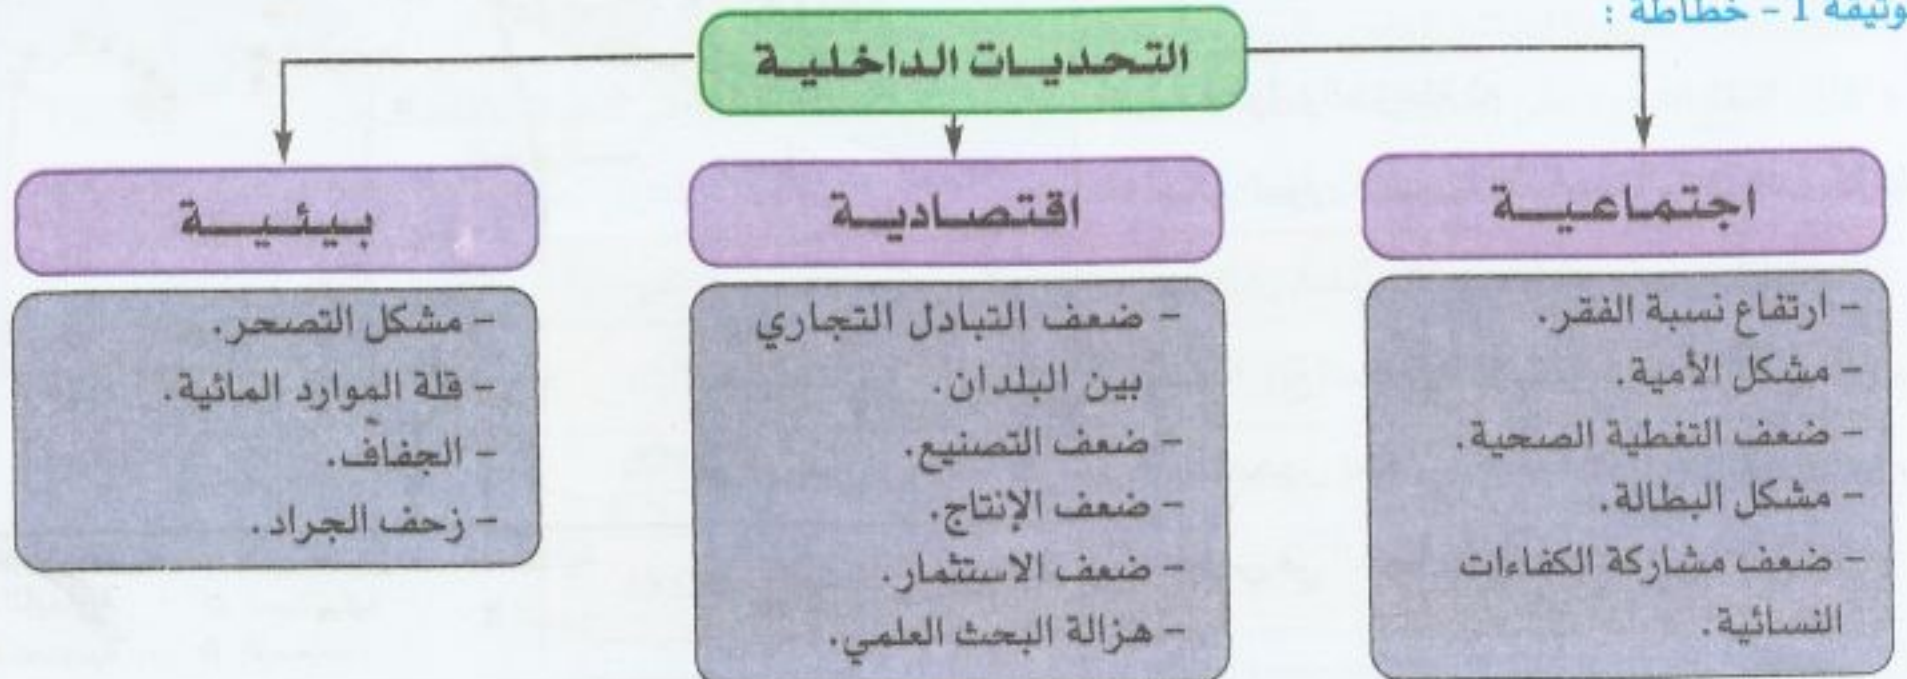 وثيقة 1 - خطاطة :
التحديات الداخلية
اجتماعية
- ارتفاع نسبة الفقر.
- مشكل الأمية.
- ضعف التغطية الصحية.
- مشكل البطالة.
- ضعف مشاركة الكفاءات
النسائية.
اقتصادية
- ضعف التبادل التجاري
بين البلدان.
- ضعف التصنيع.
- ضعف الإنتاج.
- ضعف الاستثمار.
- هزالة البحث العلمي.
بيئية
- مشكل التصحر.
- قلة الموارد المائية.
- الجفاف.
- زحف الجراد.